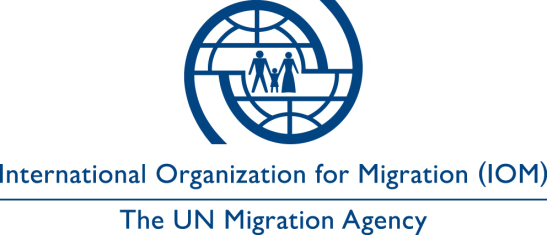 International Organization for Migration (IOM)
The UN Migration Agency